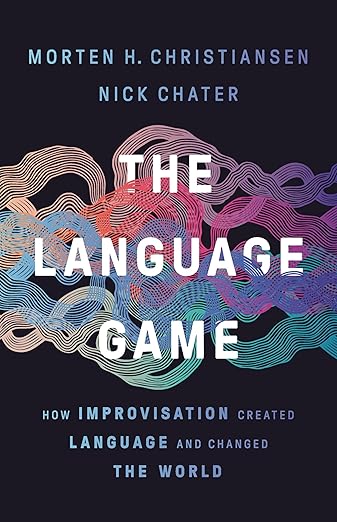 MORTEN H. CHRISTIANSEN
NICK CHATER
THE
LANGUAGE
GAME
HOW IMPROVISATION CREATED
LANGUAGE AND CHANGED
THE WORLD